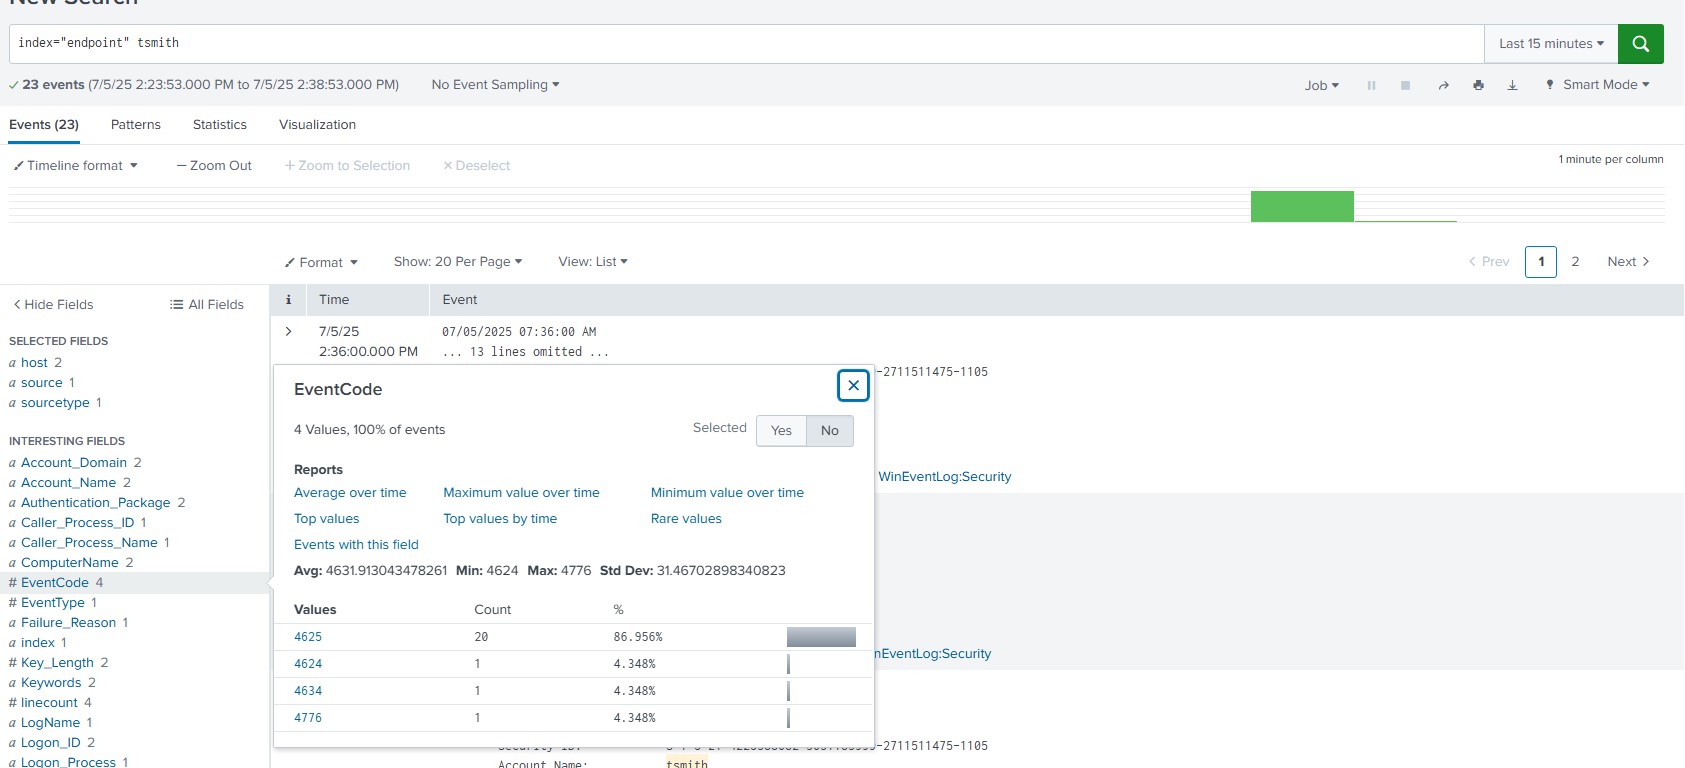 New Search
index="endpoint" tsmith
Last 15 minutes
23 events (7/5/25 2:23:53.000 PM to 7/5/25 2:38:53.000 PM)
No Event Sampling
Job
Smart Mode
Events (23)
Patterns
Statistics
Visualization
Timeline format
Zoom Out
+ Zoom to Selection
× Deselect
1 minute per column
Format
Show: 20 Per Page
View: List
< Prev
1
2
Next >
< Hide Fields
All Fields
i
Time
Event
SELECTED FIELDS
a host 2
a source 1
a sourcetype 1
INTERESTING FIELDS
a Account_Domain 2
a Account_Name 2
a Authentication_Package 2
a Caller_Process_ID 1
a Caller_Process_Name 1
a ComputerName 2
# EventCode 4
# EventType 1
a Failure_Reason 1
a index 1
# Key_Length 2
a Keywords 2
# linecount 4
a LogName 1
a Logon_ID 2
a Logon_Process 1
> 7/5/25
2:36:00.000 PM
07/05/2025 07:36:00 AM
... 13 lines omitted ...
-2711511475-1105
WinEventLog:Security
EventCode
4 Values, 100% of events
Selected
Yes
No
Reports
Average over time
Maximum value over time
Minimum value over time
Top values
Top values by time
Rare values
Events with this field
Avg: 4631.913043478261 Min: 4624 Max: 4776 Std Dev: 31.46702898340823
Values Count %
4625 20 86.956%
4624 1 4.348%
4634 1 4.348%
4776 1 4.348%
nEventLog:Security
-2711511475-1105
Account Name: tsmith